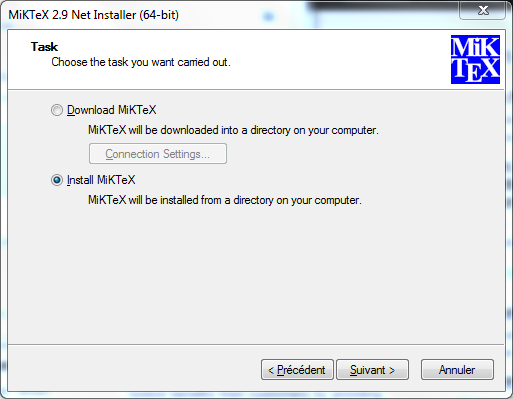 MiKTeX 2.9 Net Installer (64-bit)
Task
Choose the task you want carried out.
MiK
TEX
Download MiKTeX
MiKTeX will be downloaded into a directory on your computer.
Connection Settings...
Install MiKTeX
MiKTeX will be installed from a directory on your computer.
< Précédent
Suivant >
Annuler